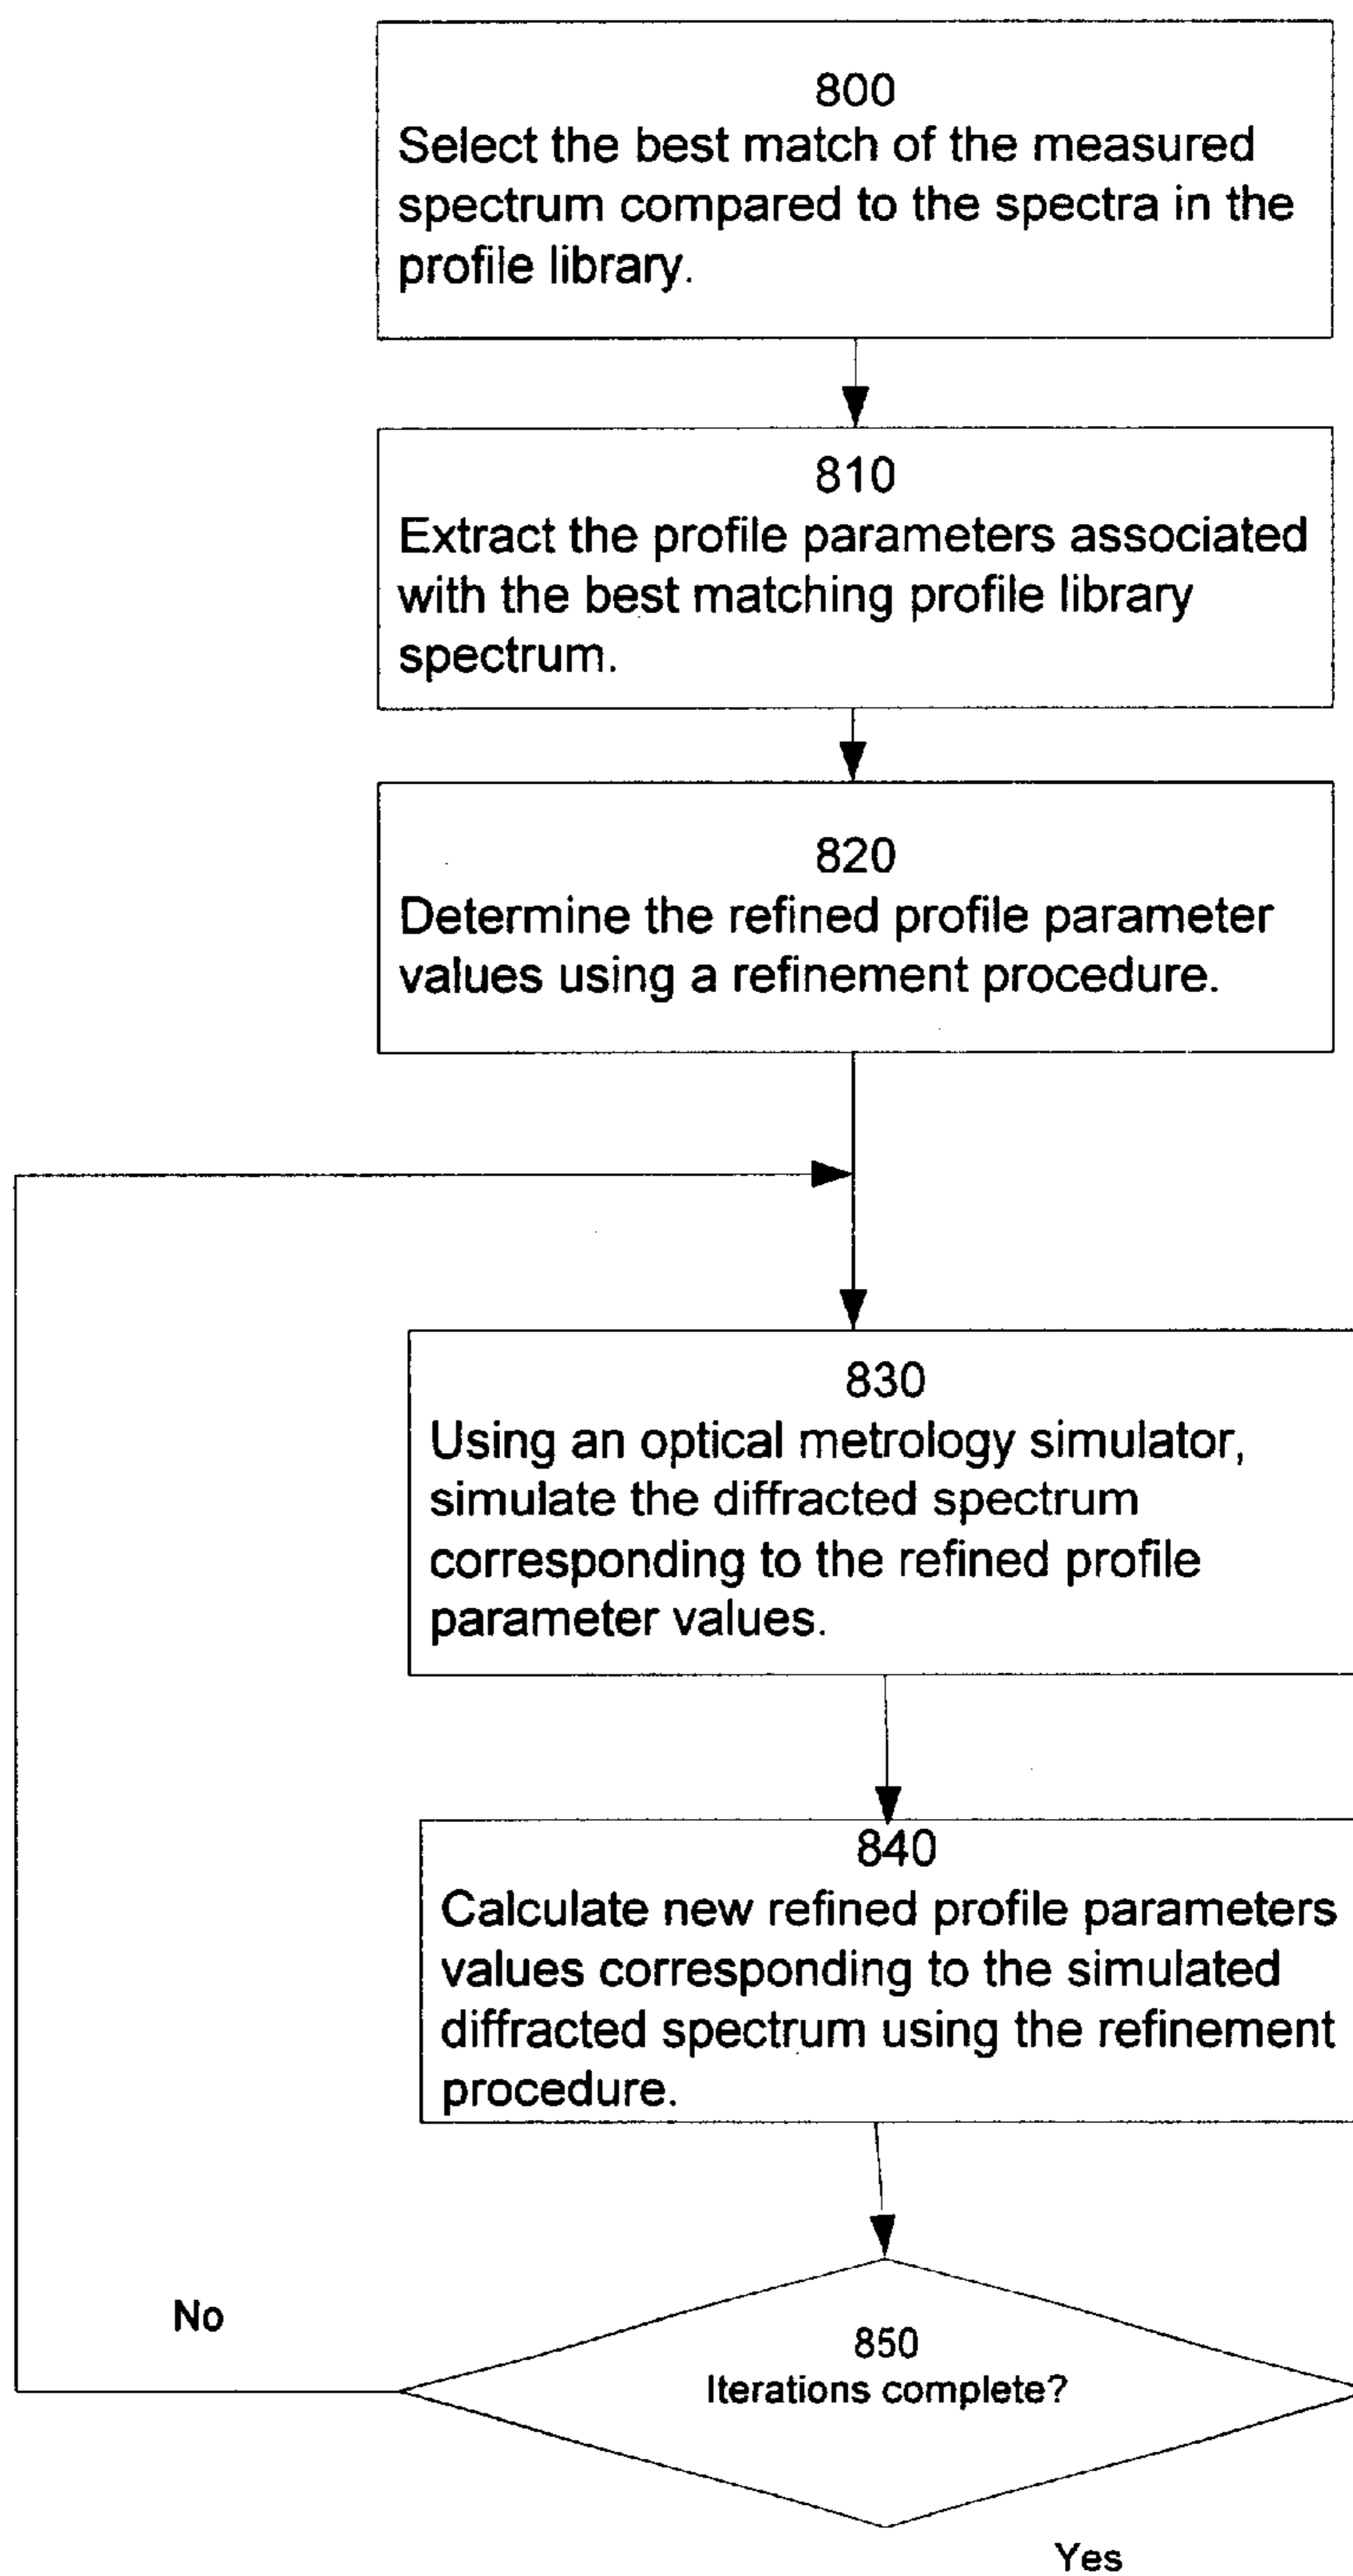 800
Select the best match of the measured
spectrum compared to the spectra in the
profile library.
810
Extract the profile parameters associated
with the best matching profile library
spectrum.
820
Determine the refined profile parameter
values using a refinement procedure.
830
Using an optical metrology simulator,
simulate the diffracted spectrum
corresponding to the refined profile
parameter values.
840
Calculate new refined profile parameters
values corresponding to the simulated
diffracted spectrum using the refinement
procedure.
No
850
Iterations complete?
Yes